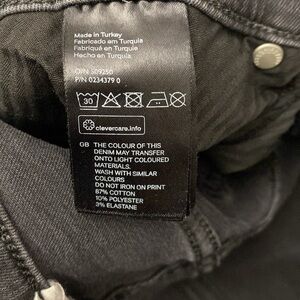 Made in Turkey
Fabricado em Turquia
Fabriqué en Turquie
Hecho en Turquía
O/N 509250
P/N 0234379 0
30
clevercare.info
GB THE COLOUR OF THIS
DENIM MAY TRANSFER
ONTO LIGHT COLOURED
MATERIALS.
WASH WITH SIMILAR
COLOURS
DO NOT IRON ON PRINT
87% COTTON
10% POLYESTER
3% ELASTANE